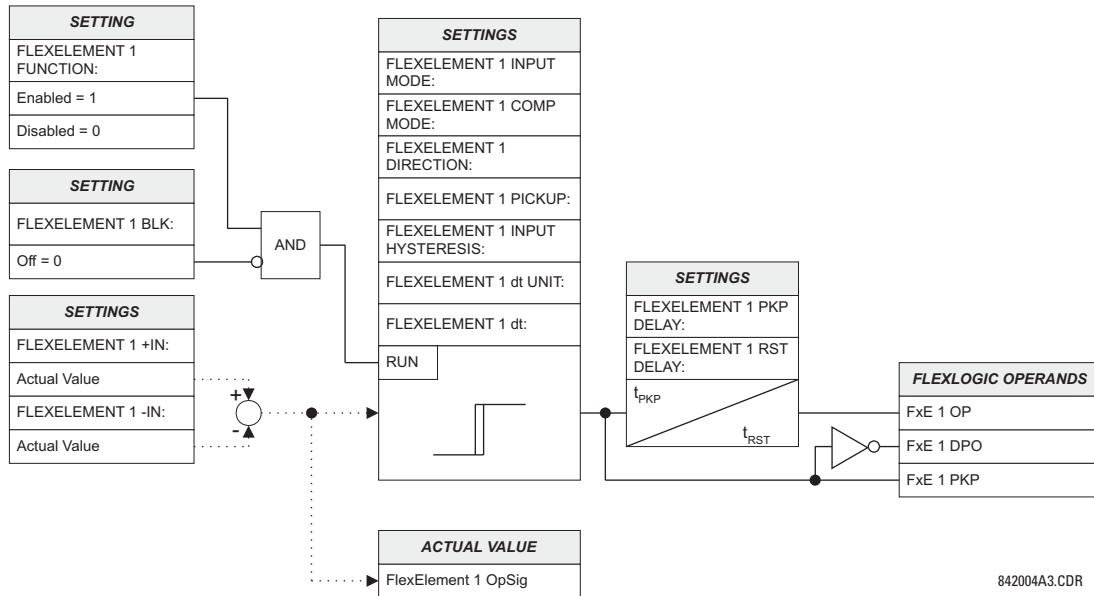 SETTING
FLEXELEMENT 1
FUNCTION:
Enabled = 1
Disabled = 0
SETTING
FLEXELEMENT 1 BLK:
Off = 0
SETTINGS
FLEXELEMENT 1 +IN:
Actual Value
FLEXELEMENT 1 -IN:
Actual Value
+
-
AND
SETTINGS
FLEXELEMENT 1 INPUT
MODE:
FLEXELEMENT 1 COMP
MODE:
FLEXELEMENT 1
DIRECTION:
FLEXELEMENT 1 PICKUP:
FLEXELEMENT 1 INPUT
HYSTERESIS:
FLEXELEMENT 1 dt UNIT:
FLEXELEMENT 1 dt:
RUN
ACTUAL VALUE
FlexElement 1 OpSig
SETTINGS
FLEXELEMENT 1 PKP
DELAY:
FLEXELEMENT 1 RST
DELAY:
tPKP
tRST
FLEXLOGIC OPERANDS
FxE 1 OP
FxE 1 DPO
FxE 1 PKP
842004A3.CDR